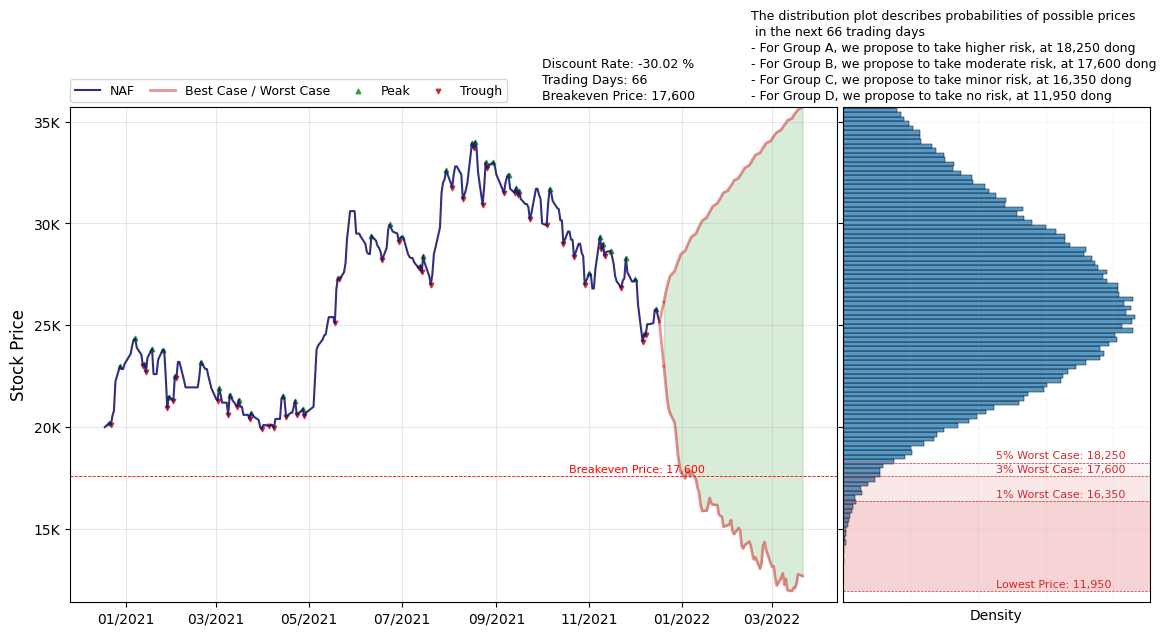 The distribution plot describes probabilities of possible prices
in the next 66 trading days
- For Group A, we propose to take higher risk, at 18,250 dong
- For Group B, we propose to take moderate risk, at 17,600 dong
- For Group C, we propose to take minor risk, at 16,350 dong
- For Group D, we propose to take no risk, at 11,950 dong
Discount Rate: -30.02 %
Trading Days: 66
Breakeven Price: 17,600
NAF
Best Case / Worst Case
Peak
Trough
35K
30K
25K
20K
15K
Stock Price
Breakeven Price: 17,600
5% Worst Case: 18,250
3% Worst Case: 17,600
1% Worst Case: 16,350
Lowest Price: 11,950
01/2021
03/2021
05/2021
07/2021
09/2021
11/2021
01/2022
03/2022
Density